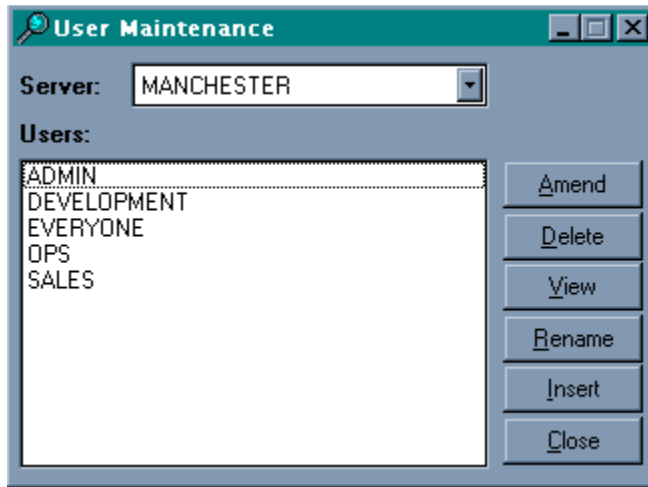 User Maintenance
Server: MANCHESTER
Users:
ADMIN
DEVELOPMENT
EVERYONE
OPS
SALES
Amend
Delete
View
Rename
Insert
Close